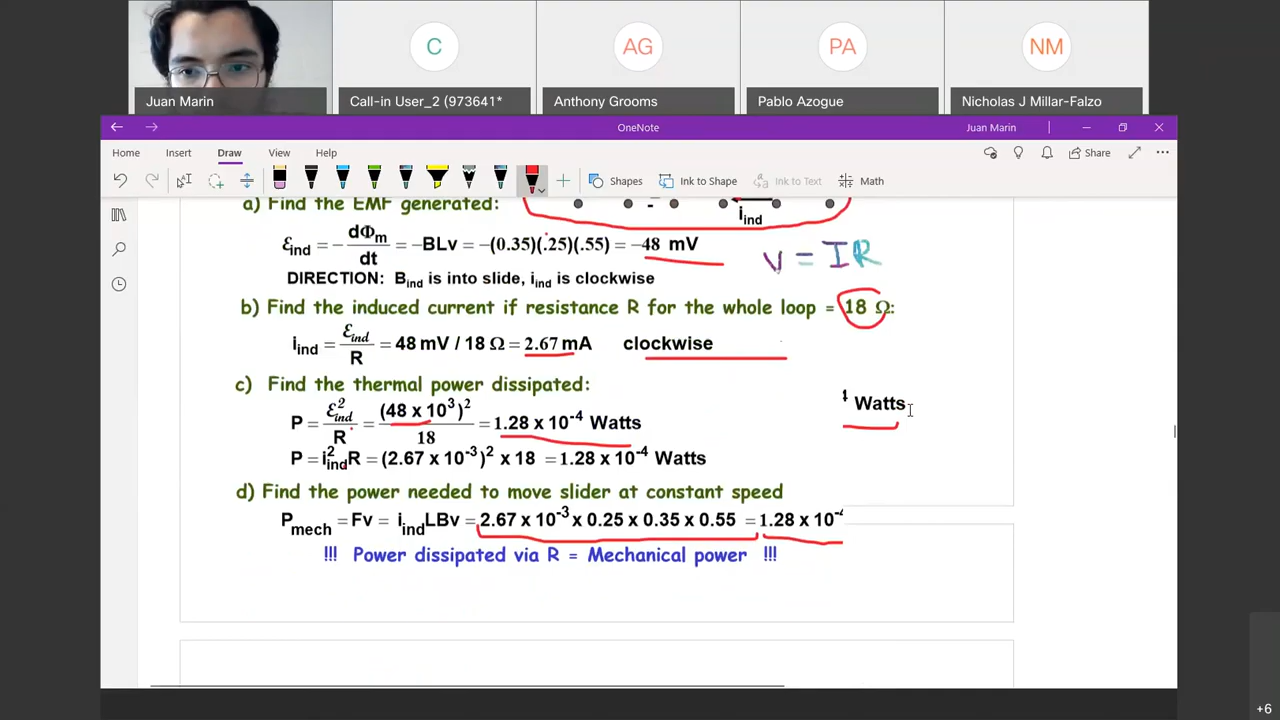 C
AG
PA
NM
Juan Marin
Call-in User_2 (973641*
Anthony Grooms
Pablo Azogue
Nicholas J Millar-Falzo
OneNote
Juan Marin
Home
Insert
Draw
View
Help
Share
Shapes
Ink to Shape
Ink to Text
Math
a) Find the EMF generated:
-
i_ind
Ɛ_ind = - dΦ_m/dt = -BLv = -(0.35)(.25)(.55) = -48 mV
V = IR
DIRECTION: B_ind is into slide, i_ind is clockwise
b) Find the induced current if resistance R for the whole loop = 18 Ω:
i_ind = Ɛ_ind/R = 48 mV / 18 Ω = 2.67 mA clockwise
c) Find the thermal power dissipated:
P = Ɛ²_ind/R = (48 x 10³)²/18 = 1.28 x 10⁻⁴ Watts
Watts
P = i²_ind R = (2.67 x 10⁻³)² x 18 = 1.28 x 10⁻⁴ Watts
d) Find the power needed to move slider at constant speed
P_mech = Fv = i_ind LBv = 2.67 x 10⁻³ x 0.25 x 0.35 x 0.55 = 1.28 x 10⁻
!!! Power dissipated via R = Mechanical power !!!
+6